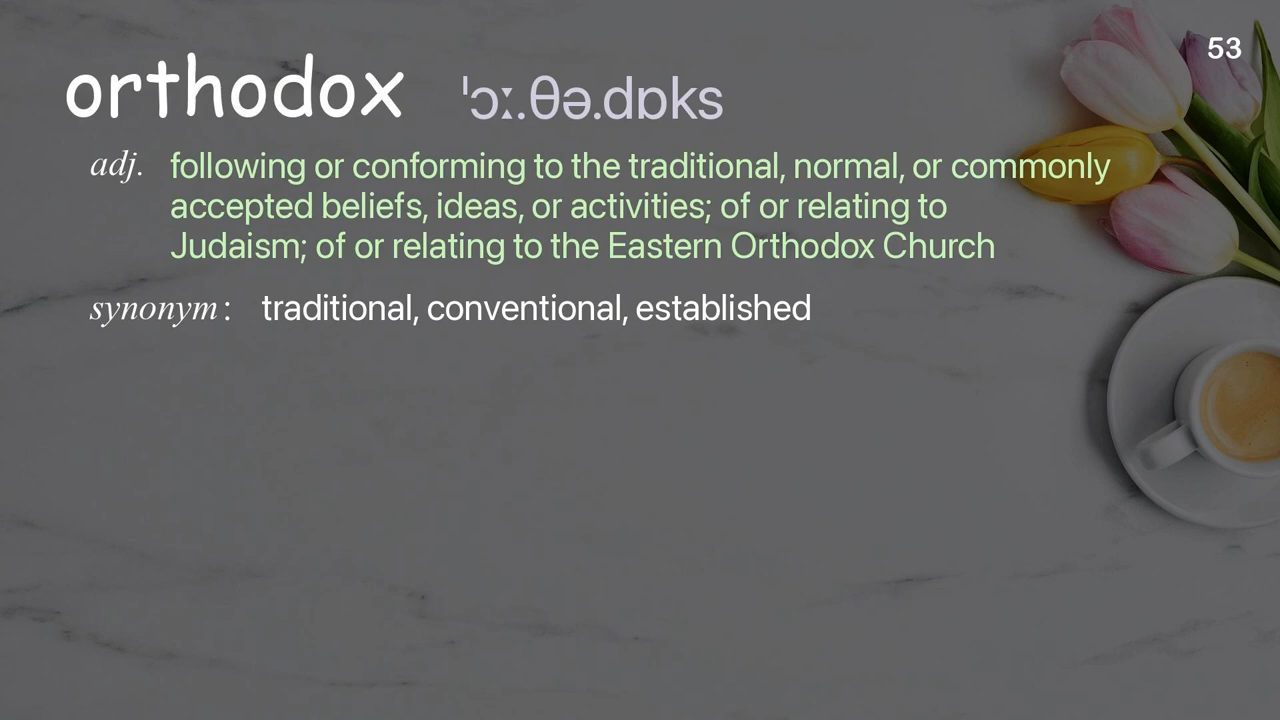 53
orthodox ˈɔː.θə.dɒks
adj. following or conforming to the traditional, normal, or commonly
accepted beliefs, ideas, or activities; of or relating to
Judaism; of or relating to the Eastern Orthodox Church
synonym: traditional, conventional, established